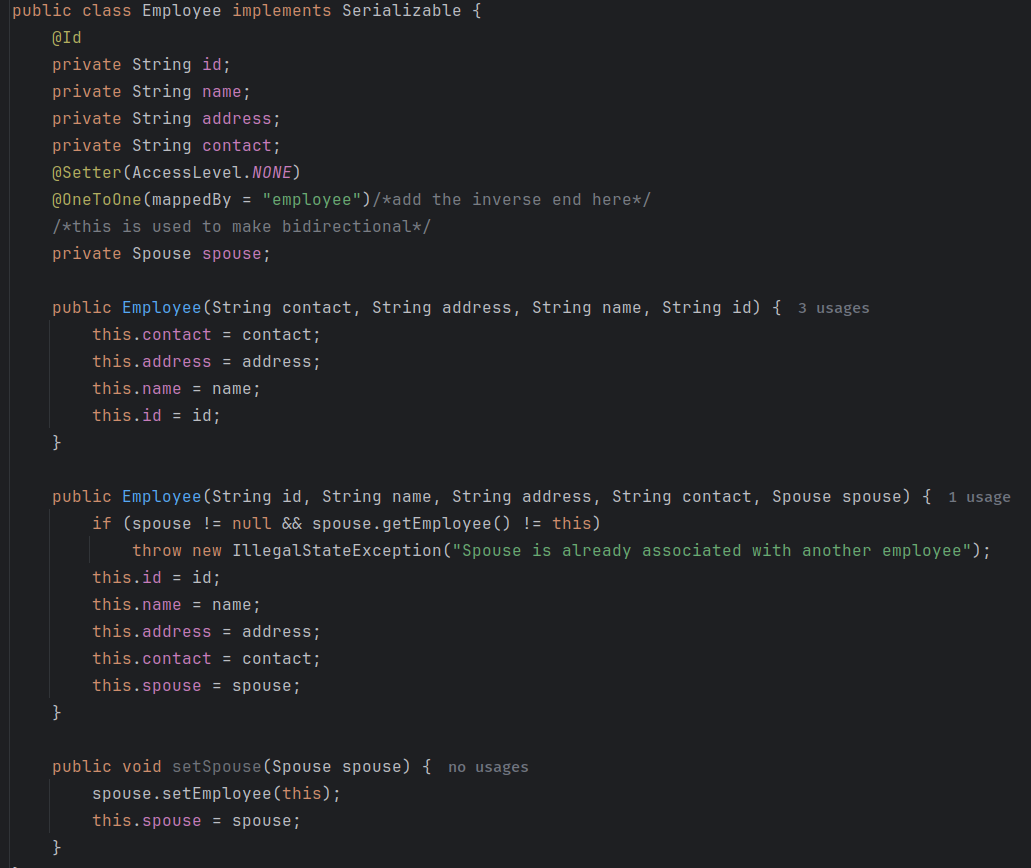 public class Employee implements Serializable {
    @Id
    private String id;
    private String name;
    private String address;
    private String contact;
    @Setter(AccessLevel.NONE)
    @OneToOne(mappedBy = "employee")/*add the inverse end here*/
    /*this is used to make bidirectional*/
    private Spouse spouse;

    public Employee(String contact, String address, String name, String id) {  3 usages
        this.contact = contact;
        this.address = address;
        this.name = name;
        this.id = id;
    }

    public Employee(String id, String name, String address, String contact, Spouse spouse) {  1 usage
        if (spouse != null && spouse.getEmployee() != this)
            throw new IllegalStateException("Spouse is already associated with another employee");
        this.id = id;
        this.name = name;
        this.address = address;
        this.contact = contact;
        this.spouse = spouse;
    }

    public void setSpouse(Spouse spouse) {  no usages
        spouse.setEmployee(this);
        this.spouse = spouse;
    }